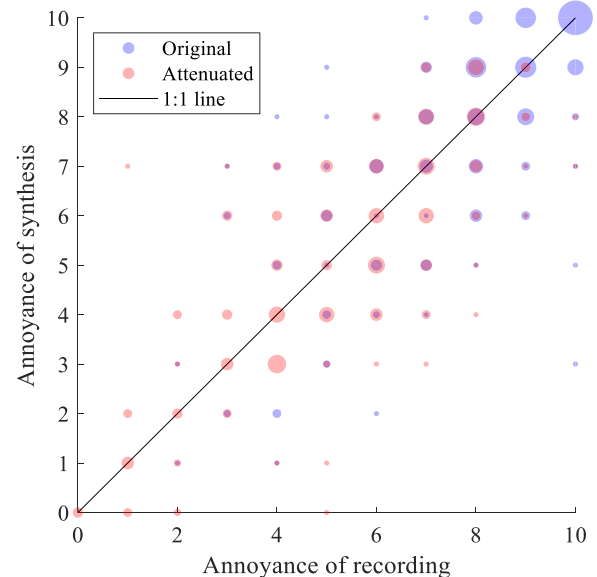 10
9
8
7
6
5
4
3
2
1
0
Annoyance of synthesis
Original
Attenuated
1:1 line
0 2 4 6 8 10
Annoyance of recording